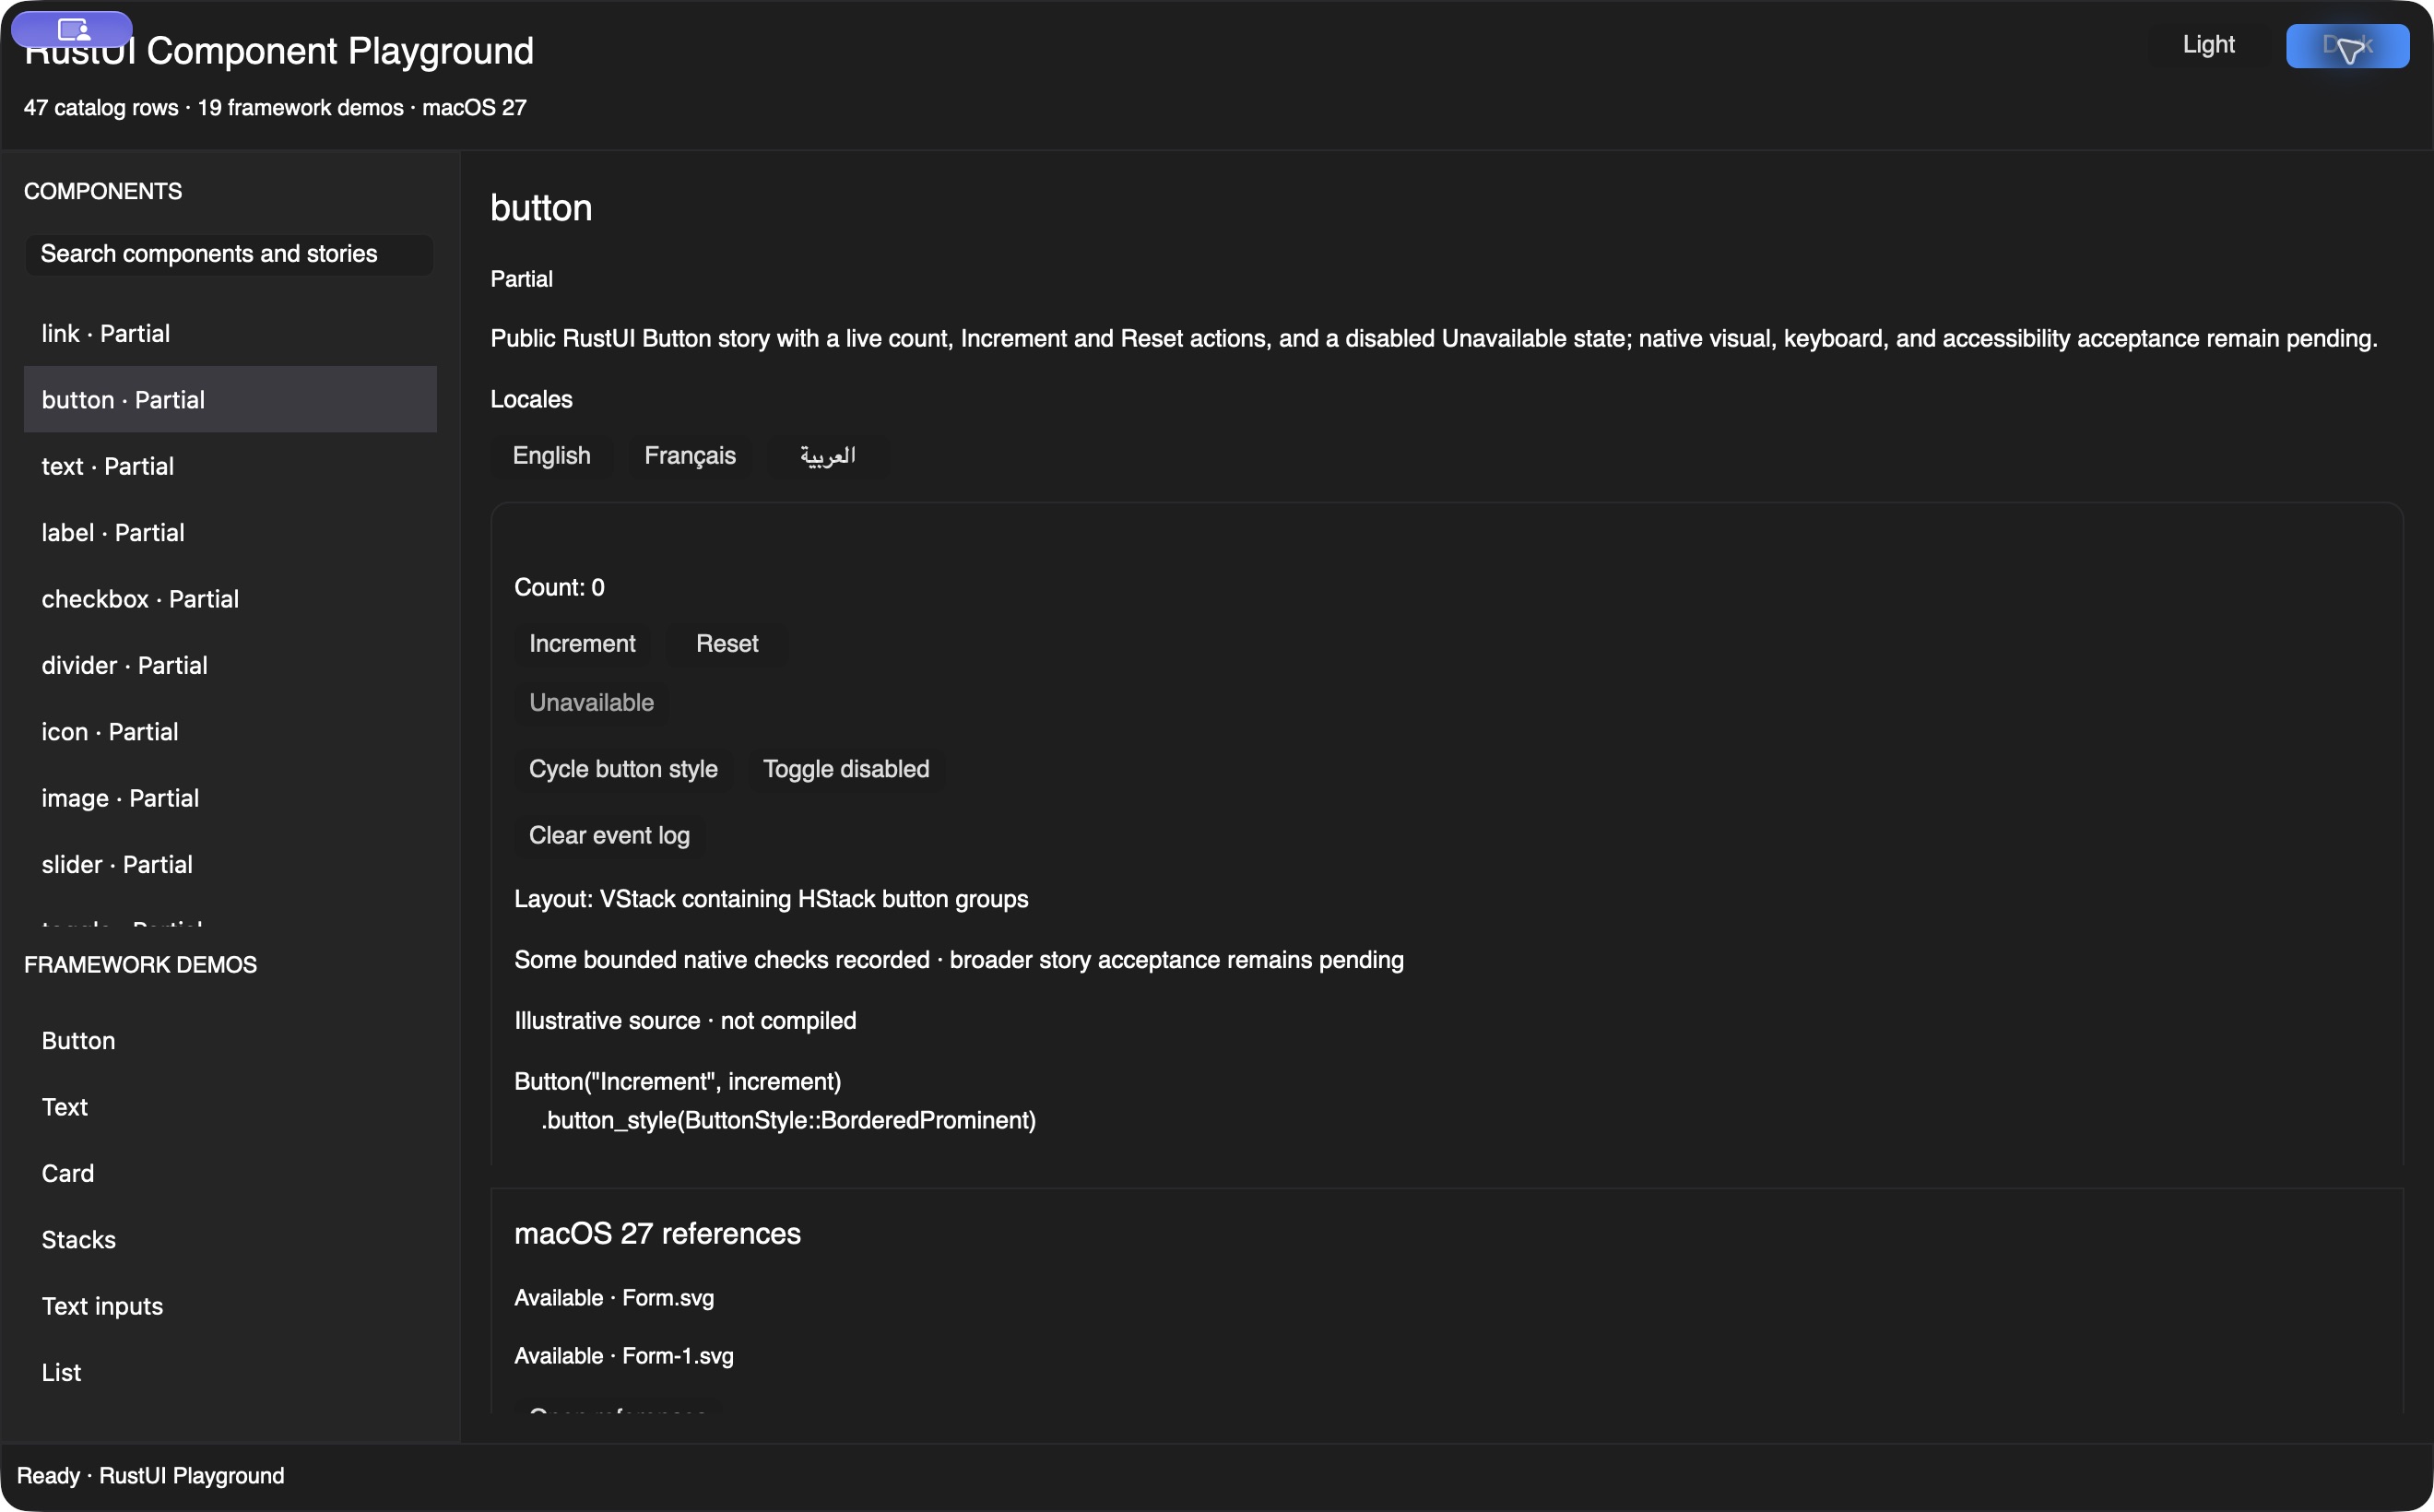 RustUI Component Playground
Light
Dark
47 catalog rows · 19 framework demos · macOS 27
COMPONENTS
Search components and stories
link · Partial
button · Partial
text · Partial
label · Partial
checkbox · Partial
divider · Partial
icon · Partial
image · Partial
slider · Partial
toggle · Partial
FRAMEWORK DEMOS
Button
Text
Card
Stacks
Text inputs
List
button
Partial
Public RustUI Button story with a live count, Increment and Reset actions, and a disabled Unavailable state; native visual, keyboard, and accessibility acceptance remain pending.
Locales
English Français العربية
Count: 0
Increment Reset
Unavailable
Cycle button style Toggle disabled
Clear event log
Layout: VStack containing HStack button groups
Some bounded native checks recorded · broader story acceptance remains pending
Illustrative source · not compiled
Button("Increment", increment)
.button_style(ButtonStyle::BorderedProminent)
macOS 27 references
Available · Form.svg
Available · Form-1.svg
Open references
Ready · RustUI Playground